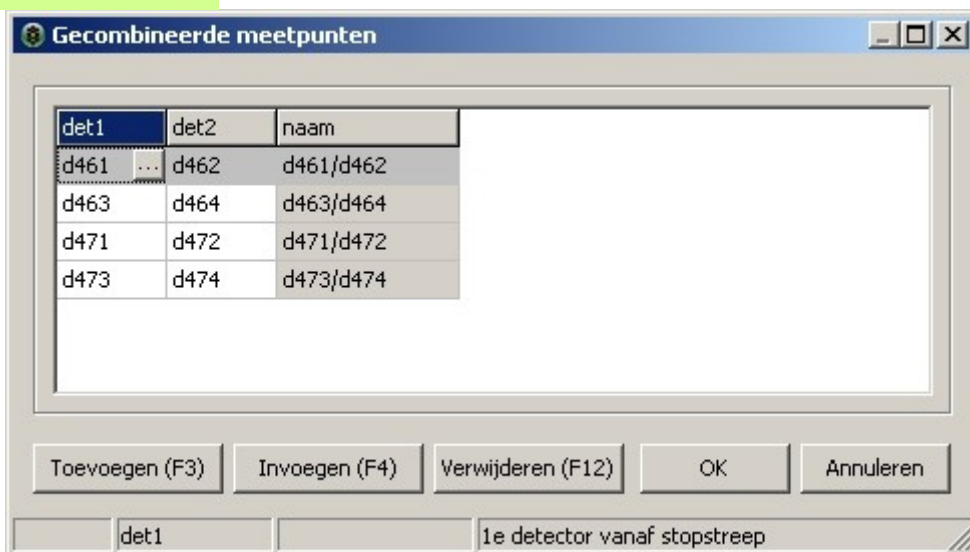 Gecombineerde meetpunten
det1 det2 naam
d461 ... d462 d461/d462
d463 d464 d463/d464
d471 d472 d471/d472
d473 d474 d473/d474
Toevoegen (F3) Invoegen (F4) Verwijderen (F12) OK Annuleren
det1 1e detector vanaf stopstreep